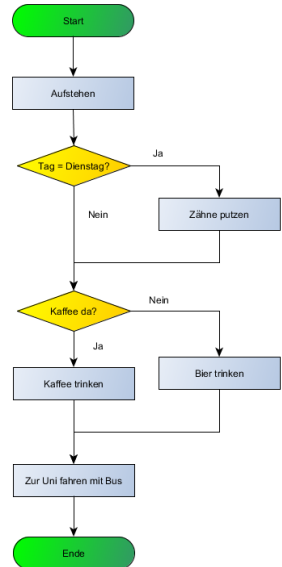 Start
Aufstehen
Tag = Dienstag?
Ja
Nein
Zähne putzen
Kaffee da?
Nein
Ja
Kaffee trinken
Bier trinken
Zur Uni fahren mit Bus
Ende